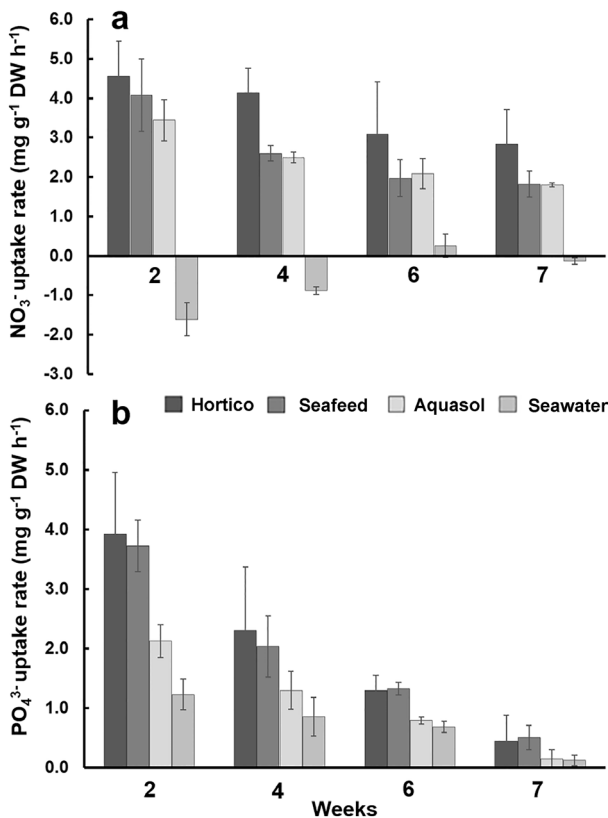 a
NO₃⁻ uptake rate (mg g⁻¹ DW h⁻¹)
6.0
5.0
4.0
3.0
2.0
1.0
0.0
-1.0
-2.0
-3.0
2 4 6 7
b
Hortico Seafeed Aquasol Seawater
PO₄³⁻ uptake rate (mg g⁻¹ DW h⁻¹)
6.0
5.0
4.0
3.0
2.0
1.0
0.0
2 4 6 7
Weeks